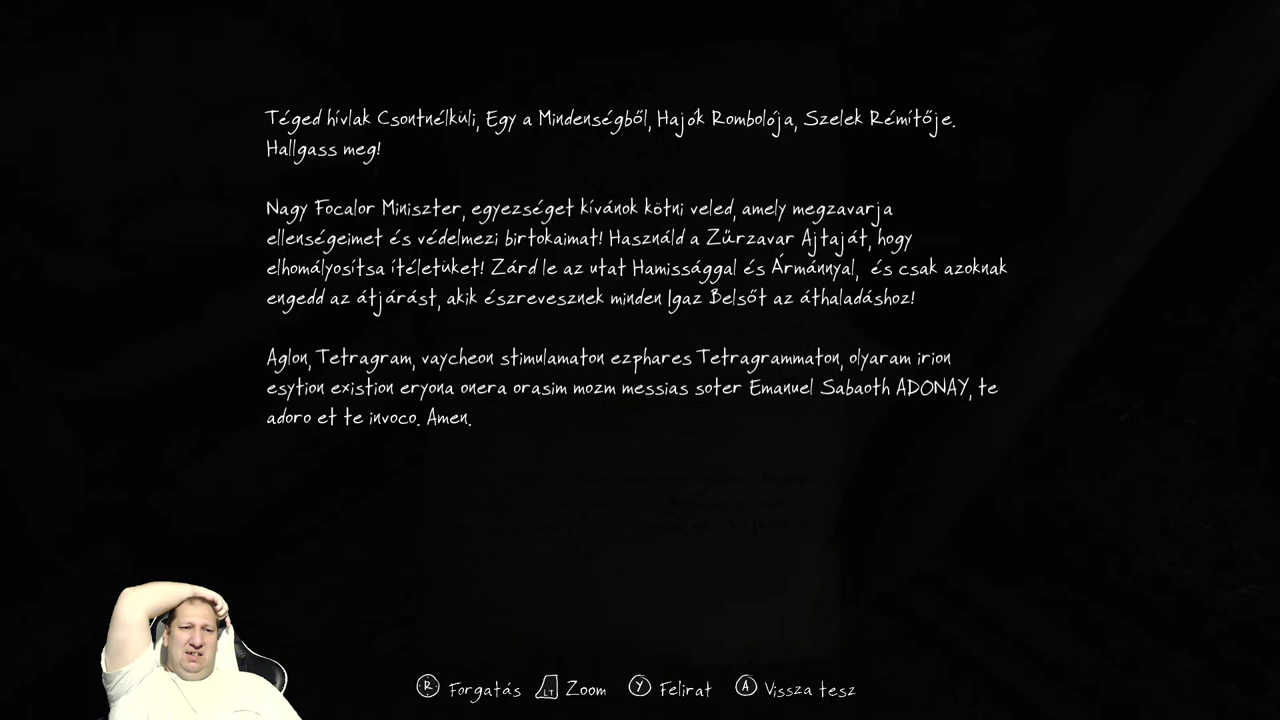 Téged hívlak Csontnélküli, Egy a Mindenségből, Hajók Rombolója, Szelek Rémítője.
Hallgass meg!
Nagy Focalor Miniszter, egyezséget kívánok kötni veled, amely megzavarja
ellenségeimet és védelmezi birtokaimat! Használd a Zűrzavar Ajtaját, hogy
elhomályosítsa ítéletüket! Zárd le az utat Hamissággal és Ármánnyal, és csak azoknak
engedd az átjárást, akik észrevesznek minden Igaz Belsőt az áthaladáshoz!
Aglon, Tetragram, vaycheon stimulamaton ezphares Tetragrammaton, olyaram irion
esytion existion eryona onera orasim mozm messias soter Emanuel Sabaoth ADONAY, te
adoro et te invoco. Amen.
R Forgatás LT Zoom Y Felirat A Vissza tesz